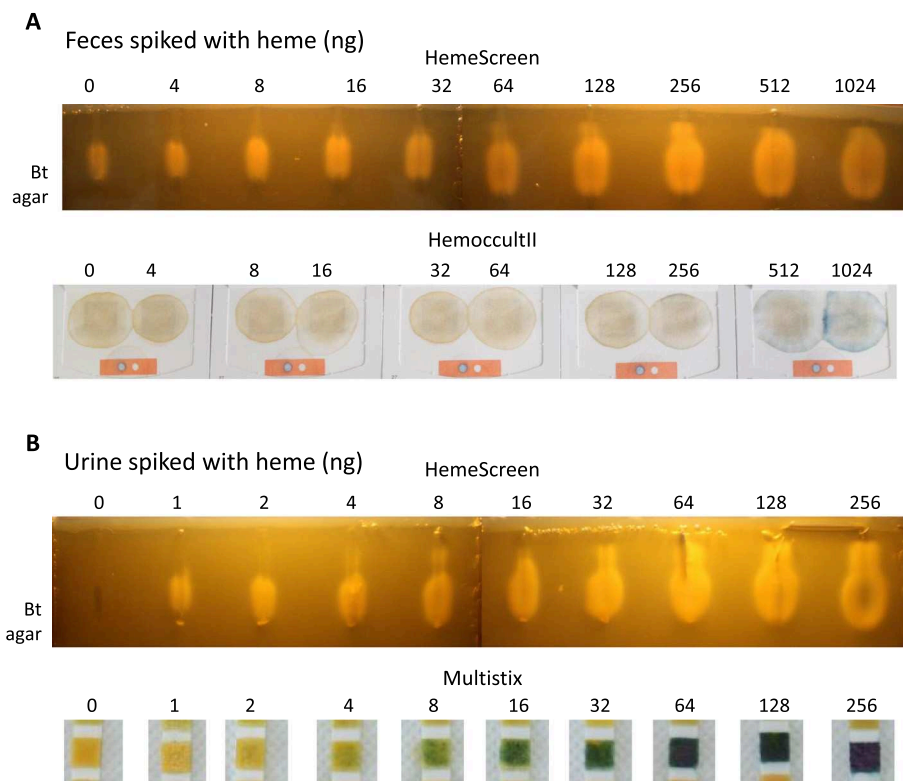 A
Feces spiked with heme (ng)
HemeScreen
0 4 8 16 32 64 128 256 512 1024
Bt
agar
HemoccultII
0 4 8 16 32 64 128 256 512 1024
B
Urine spiked with heme (ng)
HemeScreen
0 1 2 4 8 16 32 64 128 256
Bt
agar
Multistix
0 1 2 4 8 16 32 64 128 256